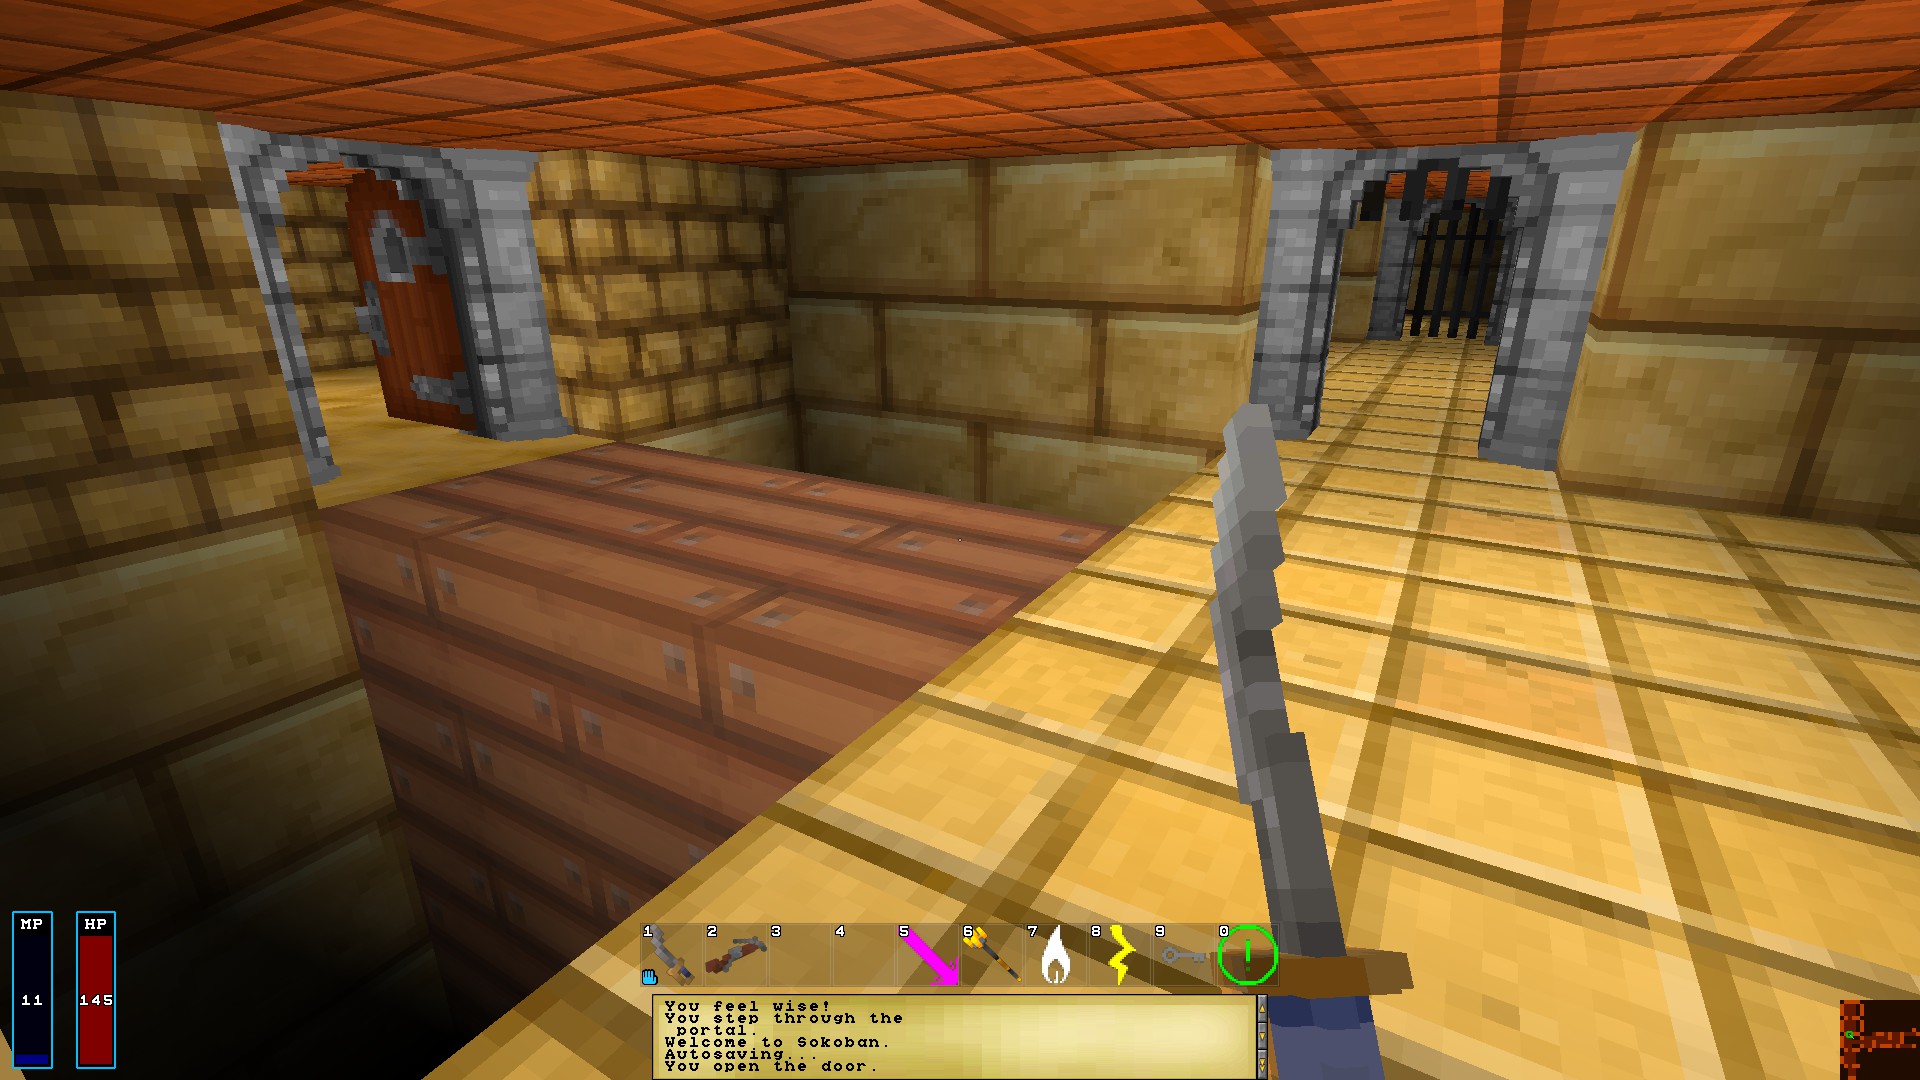 MP
HP
11
145
1 2 3 4 5 6 7 8 9 0
You feel wise!
You step through the
portal.
Welcome to Sokoban.
Autosaving...
You open the door.